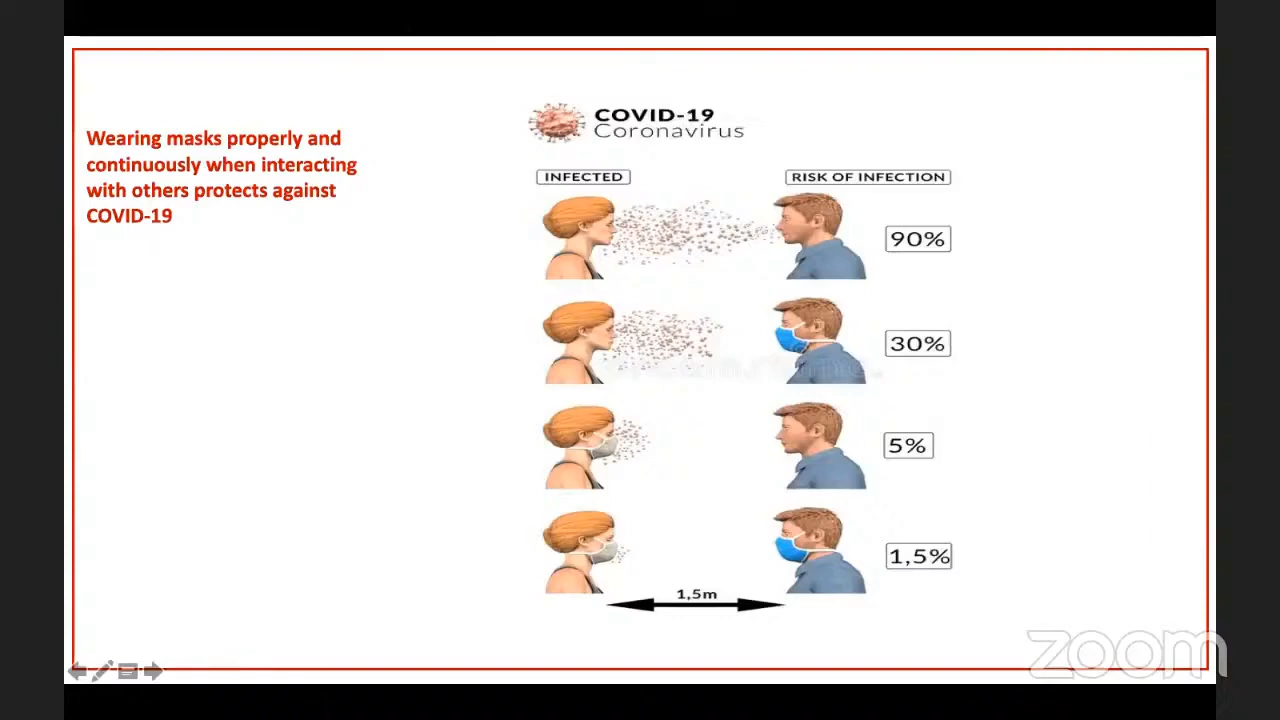 Wearing masks properly and
continuously when interacting
with others protects against
COVID-19
COVID-19
Coronavirus
INFECTED
RISK OF INFECTION
90%
30%
5%
1,5%
1,5m
zoom